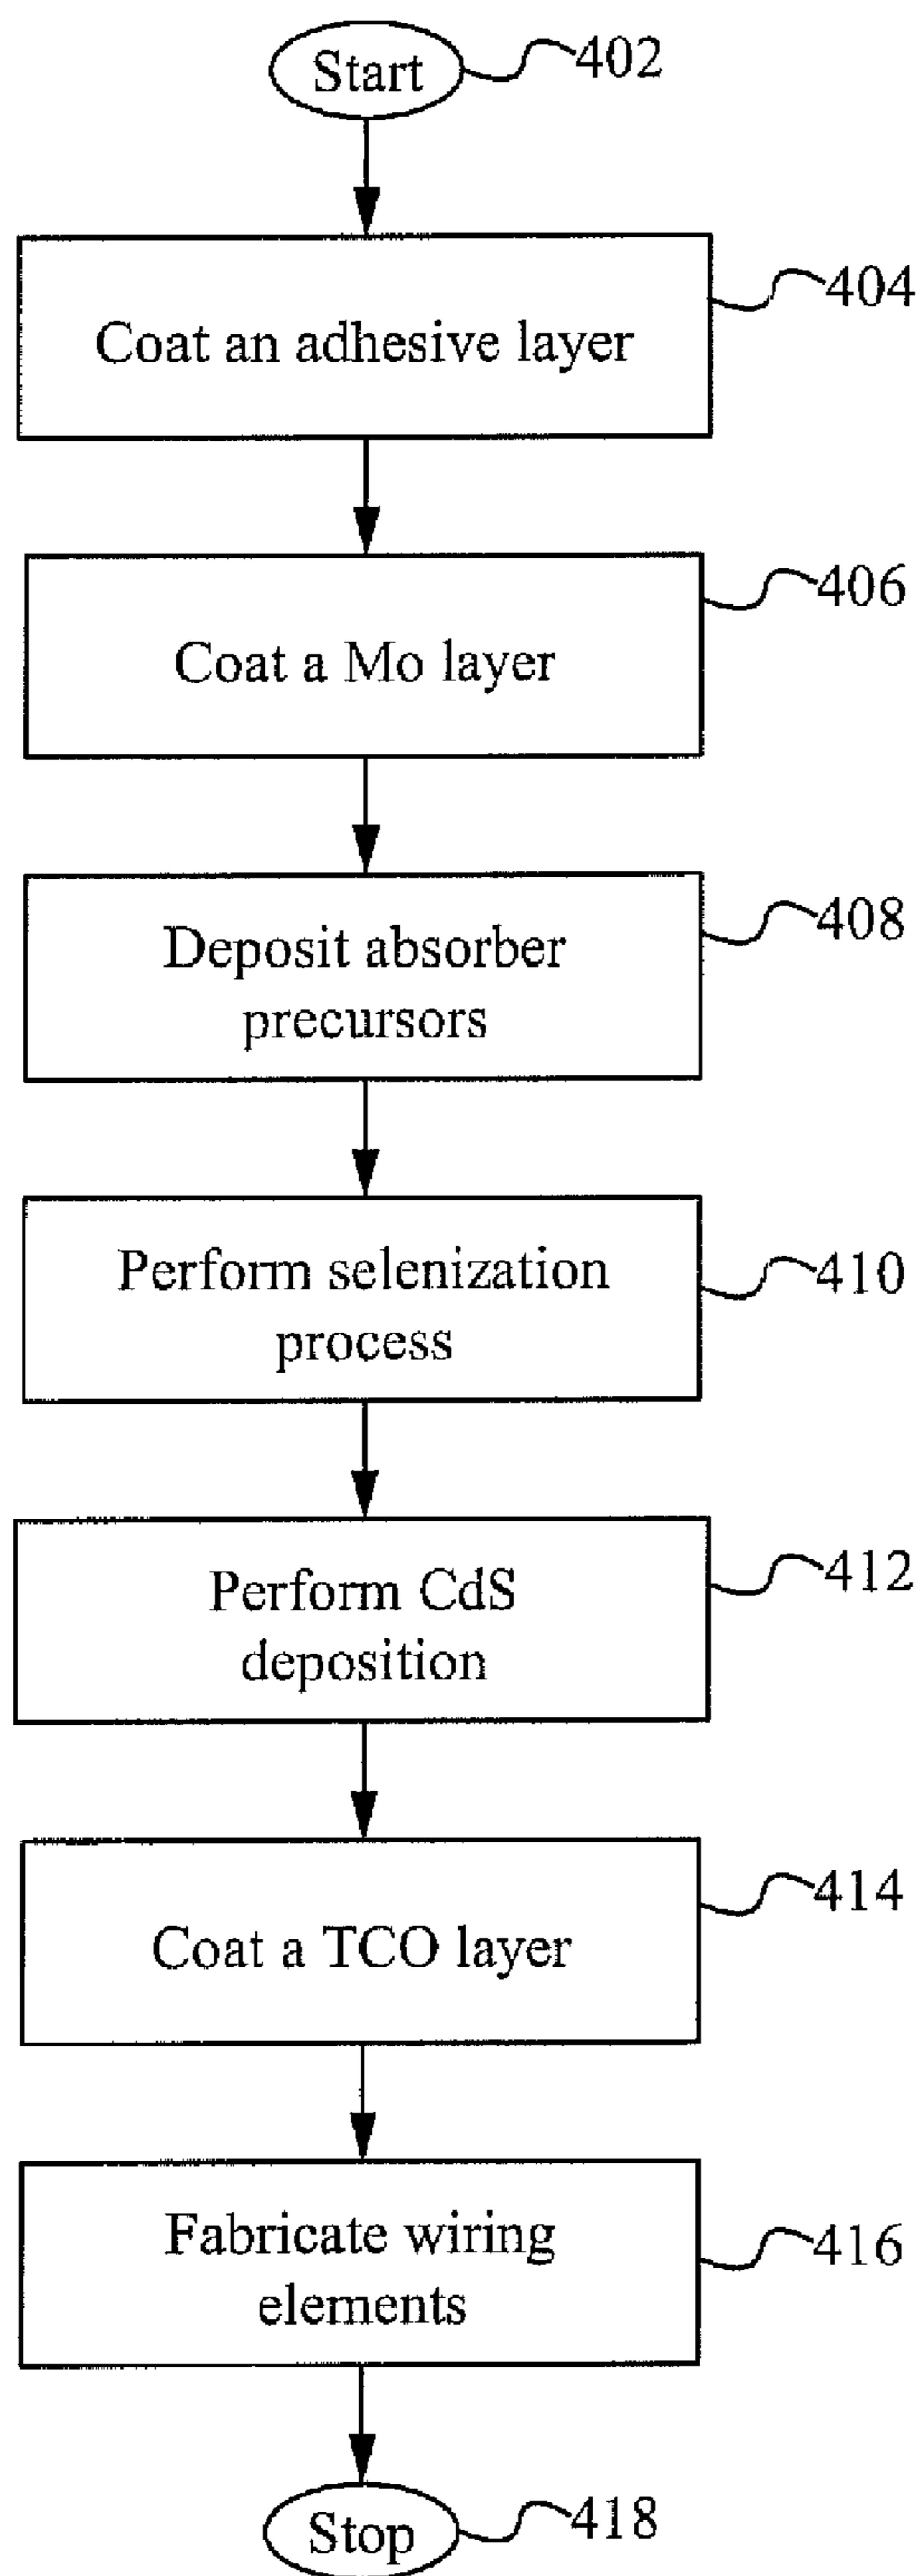 Start
402
Coat an adhesive layer
404
Coat a Mo layer
406
Deposit absorber
precursors
408
Perform selenization
process
410
Perform CdS
deposition
412
Coat a TCO layer
414
Fabricate wiring
elements
416
Stop
418